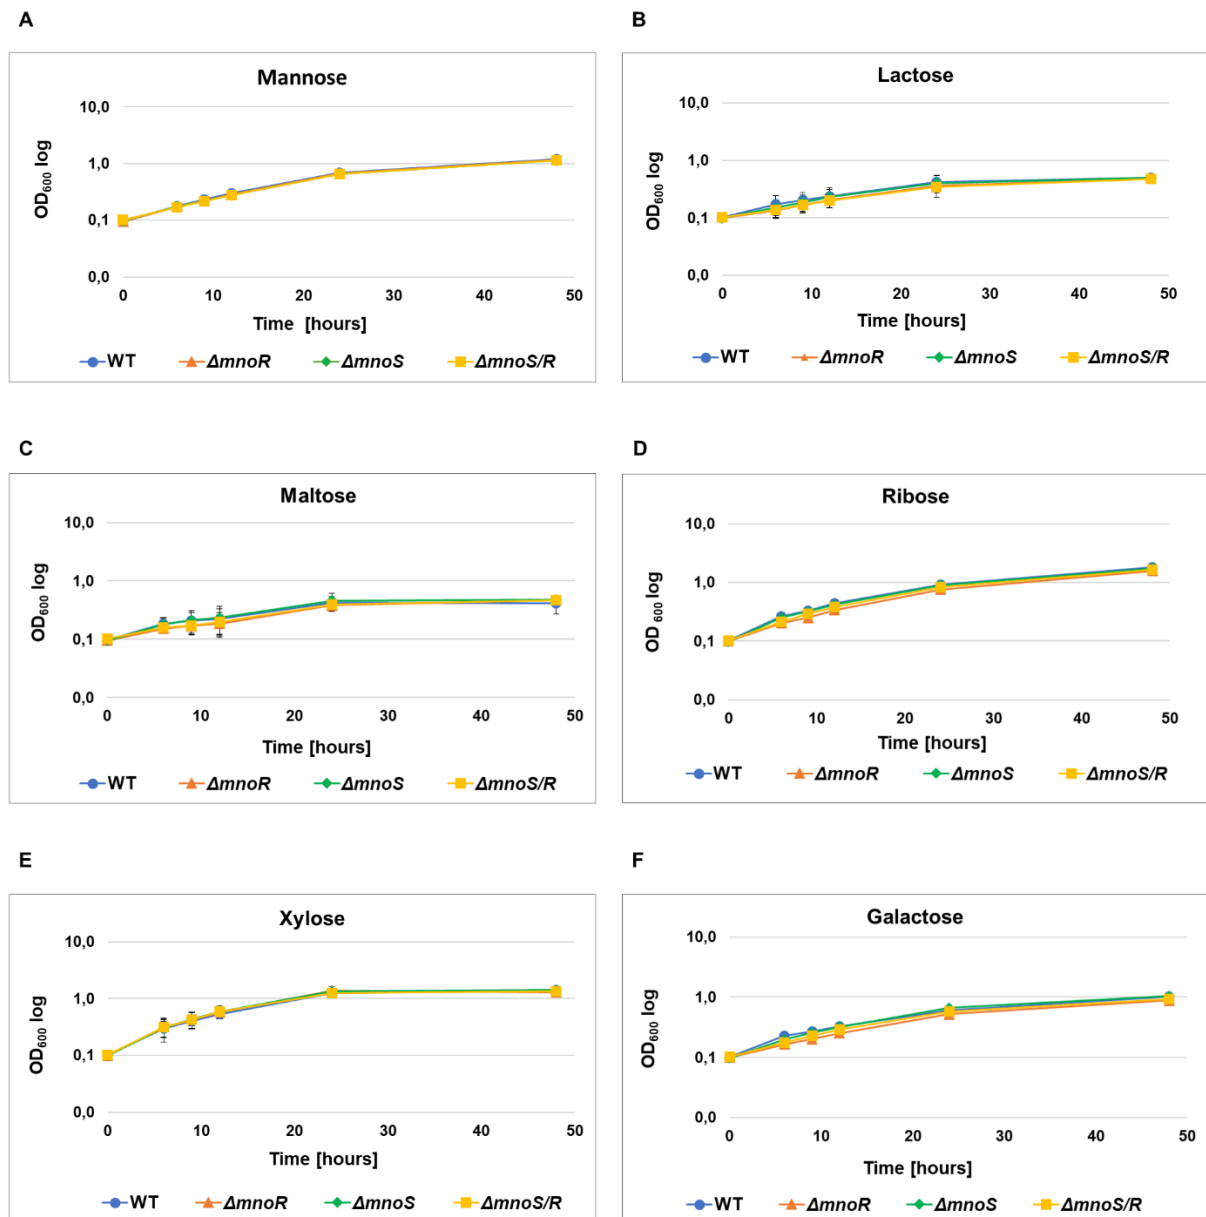 A
Mannose
10,0
1,0
0,1
0,0
OD600 log
0 10 20 30 40 50
Time [hours]
WT ΔmnoR ΔmnoS ΔmnoS/R
B
Lactose
10,0
1,0
0,1
0,0
OD600 log
0 10 20 30 40 50
Time [hours]
WT ΔmnoR ΔmnoS ΔmnoS/R
C
Maltose
10,0
1,0
0,1
0,0
OD600 log
0 10 20 30 40 50
Time [hours]
WT ΔmnoR ΔmnoS ΔmnoS/R
D
Ribose
10,0
1,0
0,1
0,0
OD600 log
0 10 20 30 40 50
Time [hours]
WT ΔmnoR ΔmnoS ΔmnoS/R
E
Xylose
10,0
1,0
0,1
0,0
OD600 log
0 10 20 30 40 50
Time [hours]
WT ΔmnoR ΔmnoS ΔmnoS/R
F
Galactose
10,0
1,0
0,1
0,0
OD600 log
0 10 20 30 40 50
Time [hours]
WT ΔmnoR ΔmnoS ΔmnoS/R